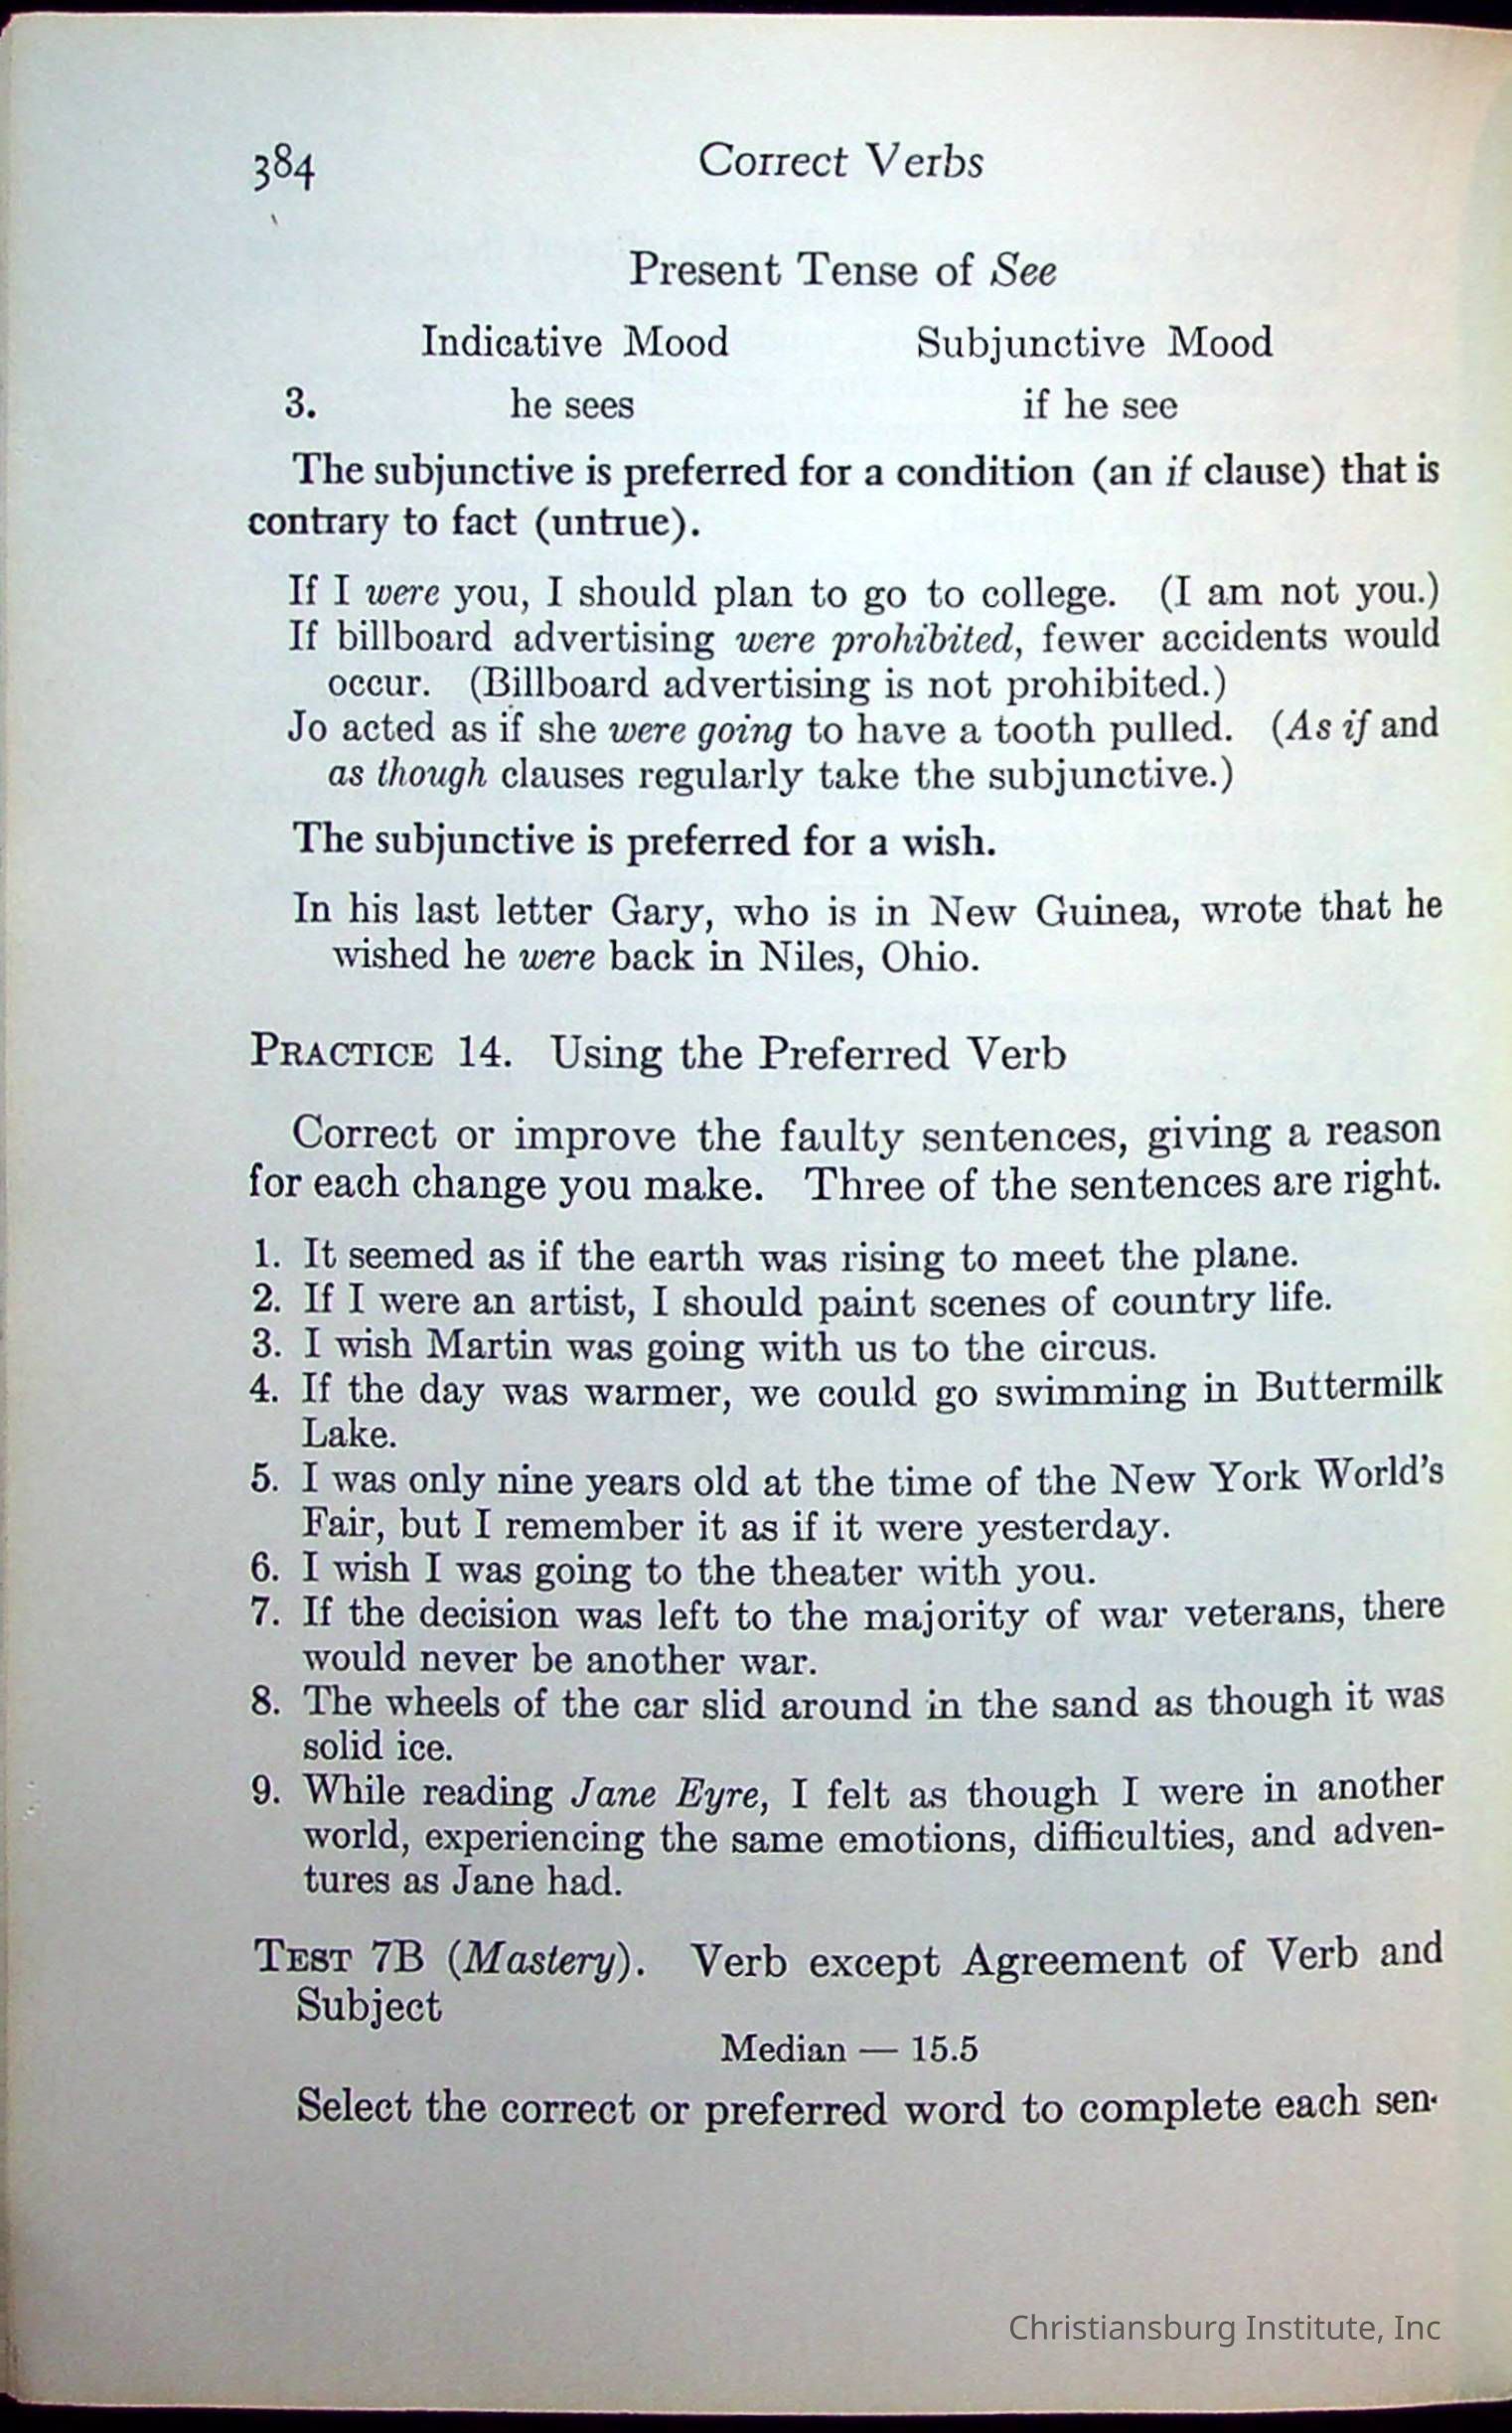 384
Correct Verbs
Present Tense of See
Indicative Mood Subjunctive Mood
3. he sees if he see
The subjunctive is preferred for a condition (an if clause) that is
contrary to fact (untrue).
If I were you, I should plan to go to college. (I am not you.)
If billboard advertising were prohibited, fewer accidents would
occur. (Billboard advertising is not prohibited.)
Jo acted as if she were going to have a tooth pulled. (As if and
as though clauses regularly take the subjunctive.)
The subjunctive is preferred for a wish.
In his last letter Gary, who is in New Guinea, wrote that he
wished he were back in Niles, Ohio.
PRACTICE 14. Using the Preferred Verb
Correct or improve the faulty sentences, giving a reason
for each change you make. Three of the sentences are right.
1. It seemed as if the earth was rising to meet the plane.
2. If I were an artist, I should paint scenes of country life.
3. I wish Martin was going with us to the circus.
4. If the day was warmer, we could go swimming in Buttermilk
Lake.
5. I was only nine years old at the time of the New York World's
Fair, but I remember it as if it were yesterday.
6. I wish I was going to the theater with you.
7. If the decision was left to the majority of war veterans, there
would never be another war.
8. The wheels of the car slid around in the sand as though it was
solid ice.
9. While reading Jane Eyre, I felt as though I were in another
world, experiencing the same emotions, difficulties, and adven-
tures as Jane had.
TEST 7B (Mastery). Verb except Agreement of Verb and
Subject
Median — 15.5
Select the correct or preferred word to complete each sen-
Christiansburg Institute, Inc